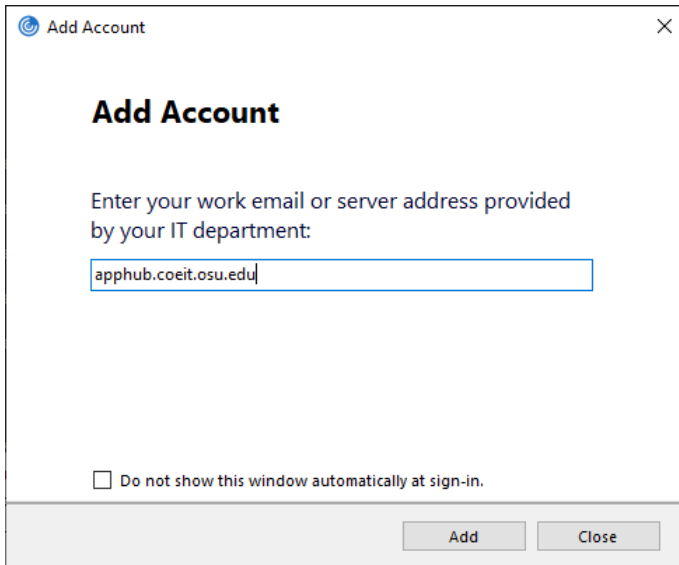 Add Account
Add Account
Enter your work email or server address provided
by your IT department:
apphub.coeit.osu.edu
Do not show this window automatically at sign-in.
Add Close